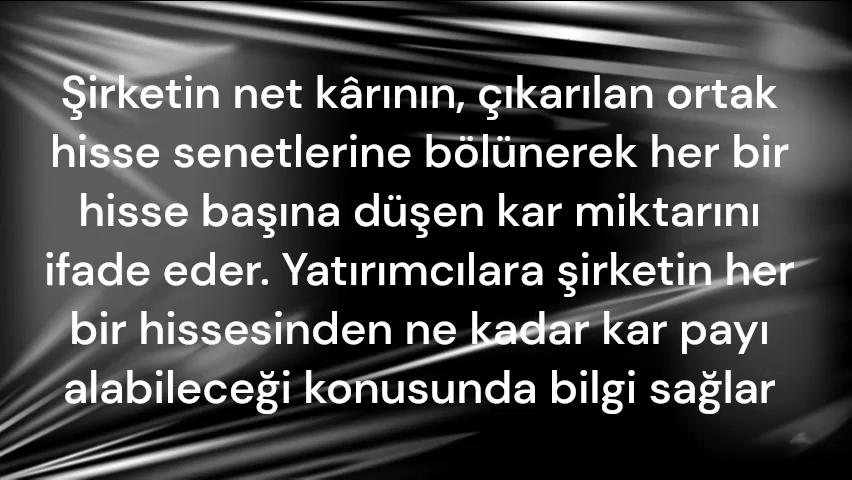 Şirketin net kârının, çıkarılan ortak
hisse senetlerine bölünerek her bir
hisse başına düşen kar miktarını
ifade eder. Yatırımcılara şirketin her
bir hissesinden ne kadar kar payı
alabileceği konusunda bilgi sağlar